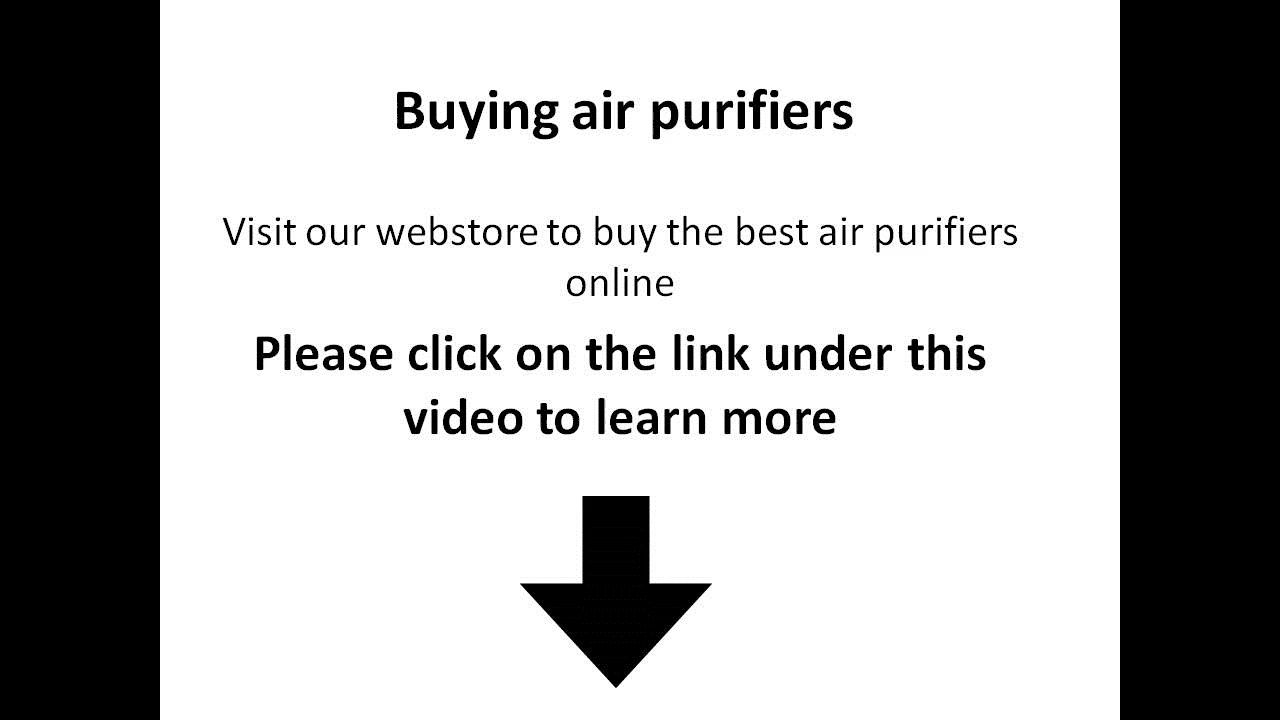 Buying air purifiers
Visit our webstore to buy the best air purifiers
online
Please click on the link under this
video to learn more